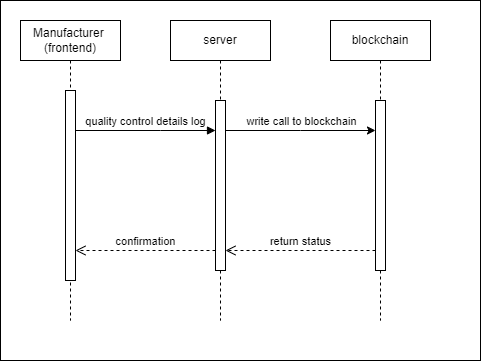 Manufacturer
(frontend)
server
blockchain
quality control details log
write call to blockchain
confirmation
return status